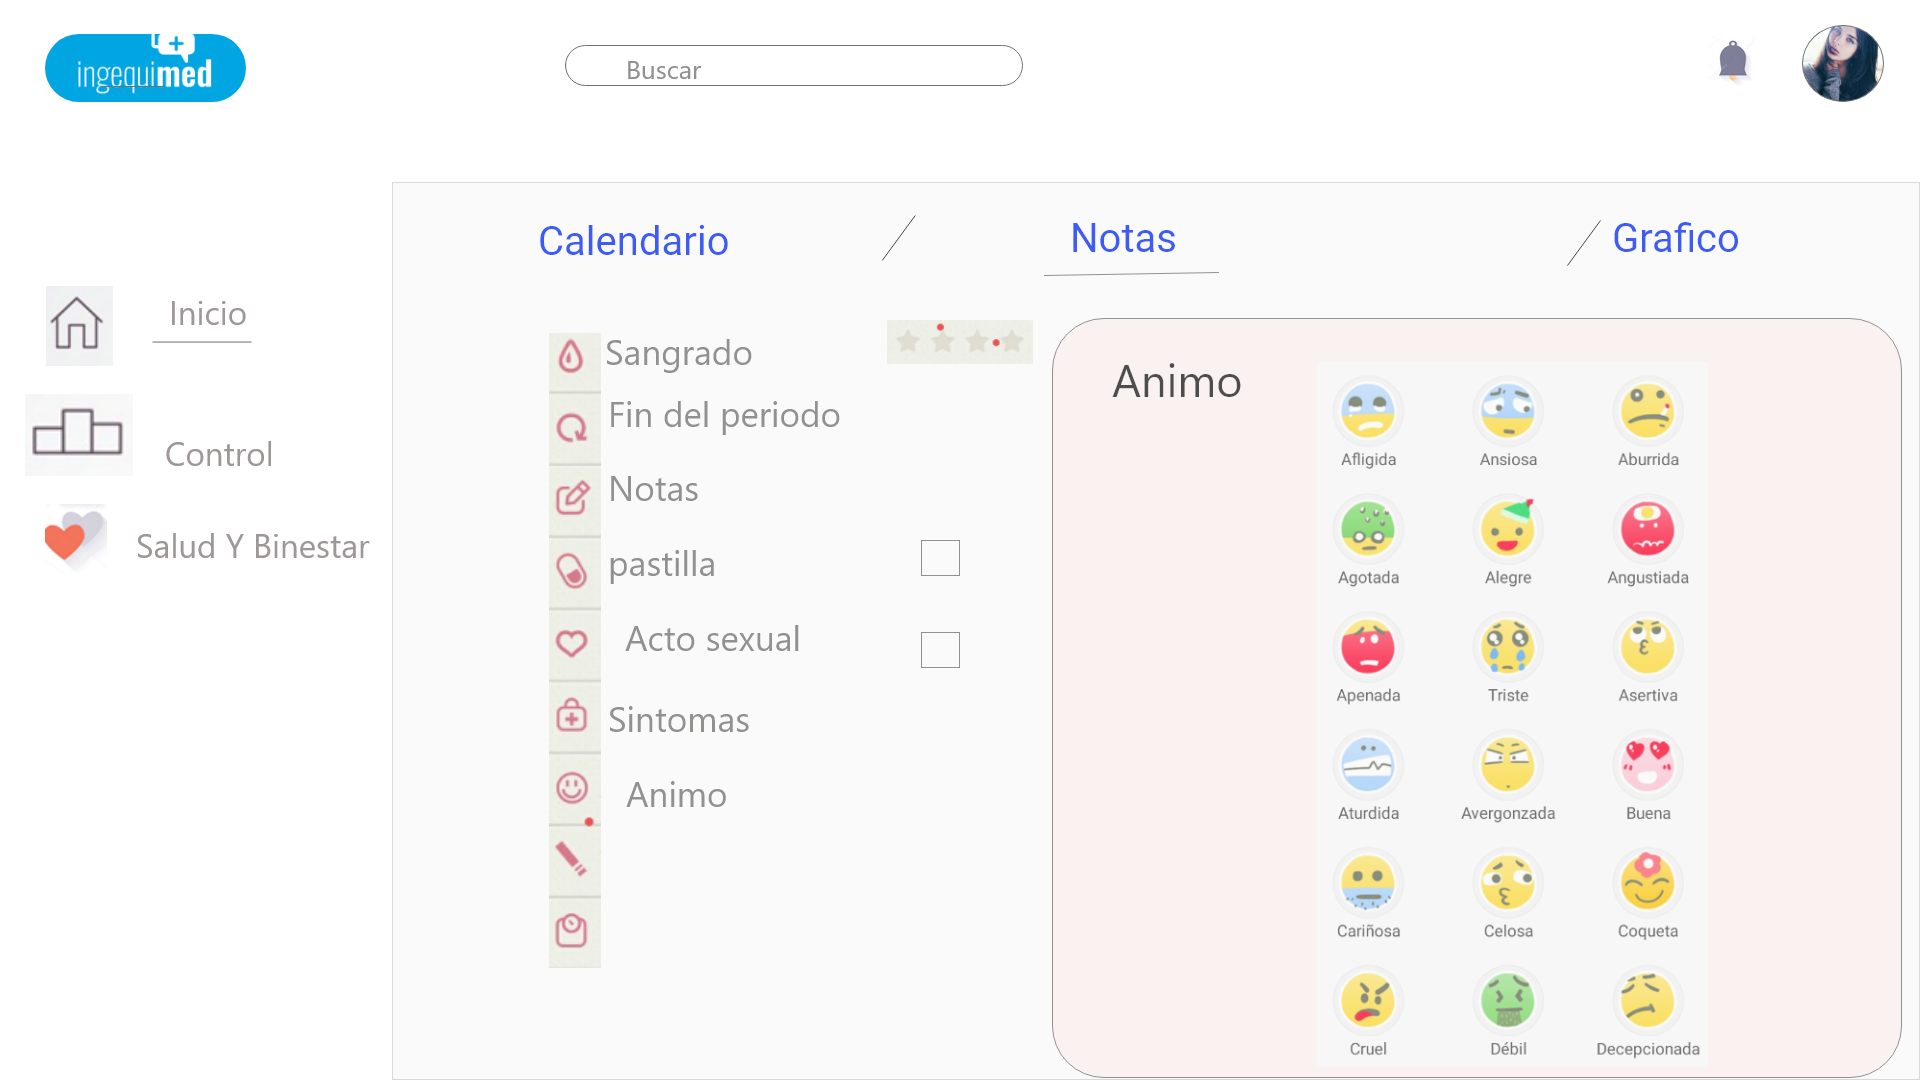 ingequimed
Buscar
Calendario
Notas
Grafico
Inicio
Control
Salud Y Binestar
Sangrado
Fin del periodo
Notas
pastilla
Acto sexual
Sintomas
Animo
Animo
Afligida Ansiosa Aburrida
Agotada Alegre Angustiada
Apenada Triste Asertiva
Aturdida Avergonzada Buena
Cariñosa Celosa Coqueta
Cruel Débil Decepcionada